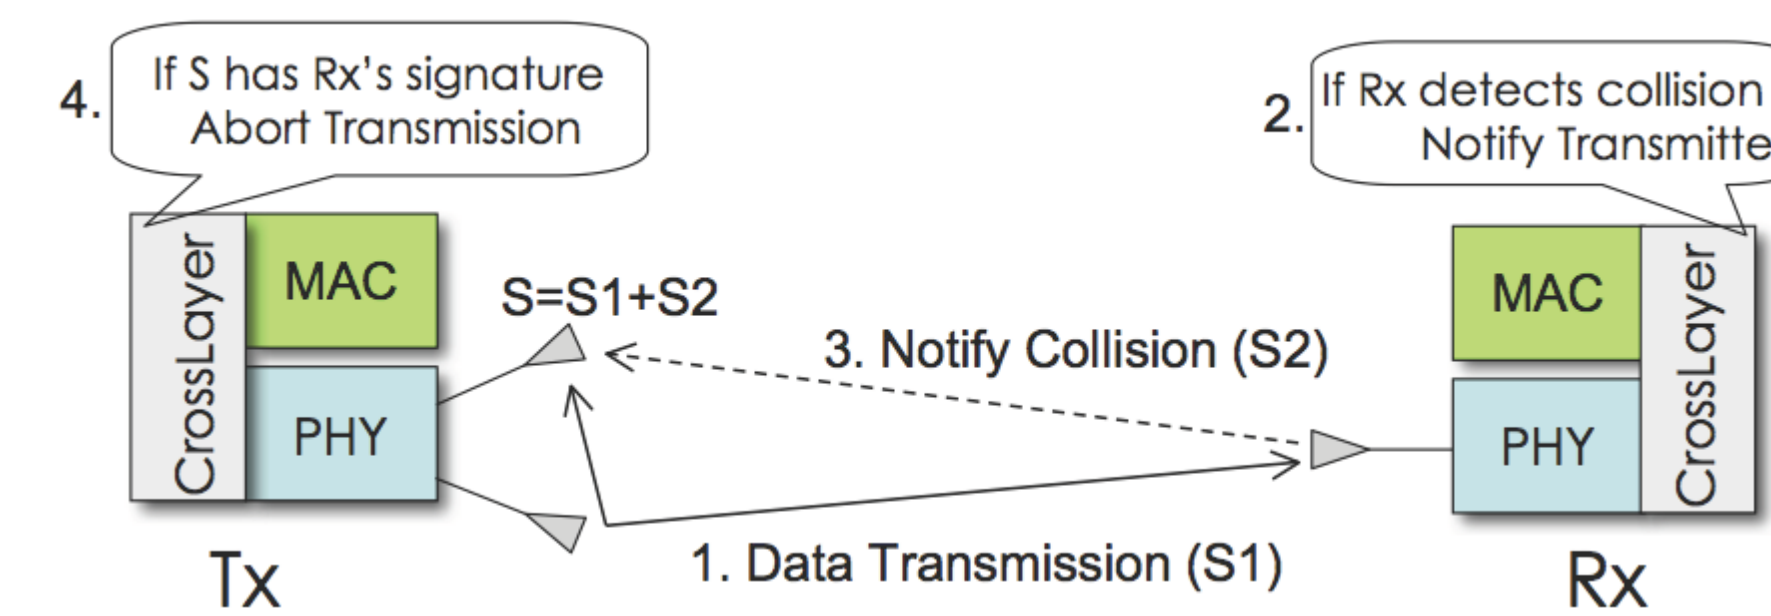 4.
If S has Rx's signature
Abort Transmission
2.
If Rx detects collision
Notify
CrossLayer
MAC
PHY
S=S1+S2
3. Notify Collision (S2)
1. Data Transmission (S1)
MAC
PHY
CrossLayer
Tx
Rx